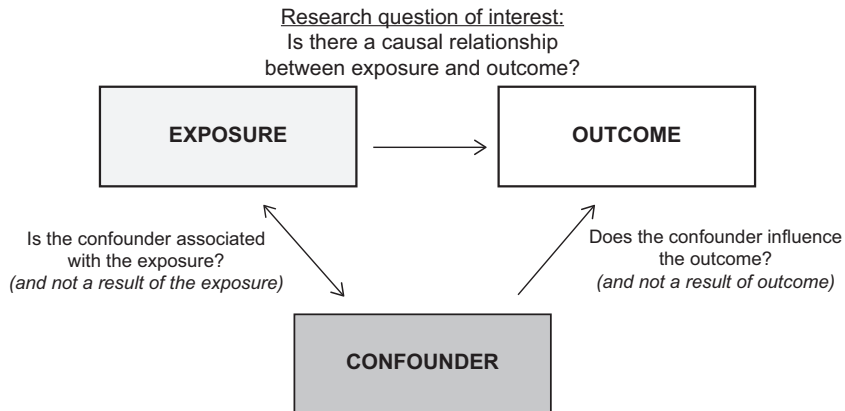 Research question of interest:
Is there a causal relationship
between exposure and outcome?
EXPOSURE
OUTCOME
Is the confounder associated
with the exposure?
(and not a result of the exposure)
Does the confounder influence
the outcome?
(and not a result of outcome)
CONFOUNDER